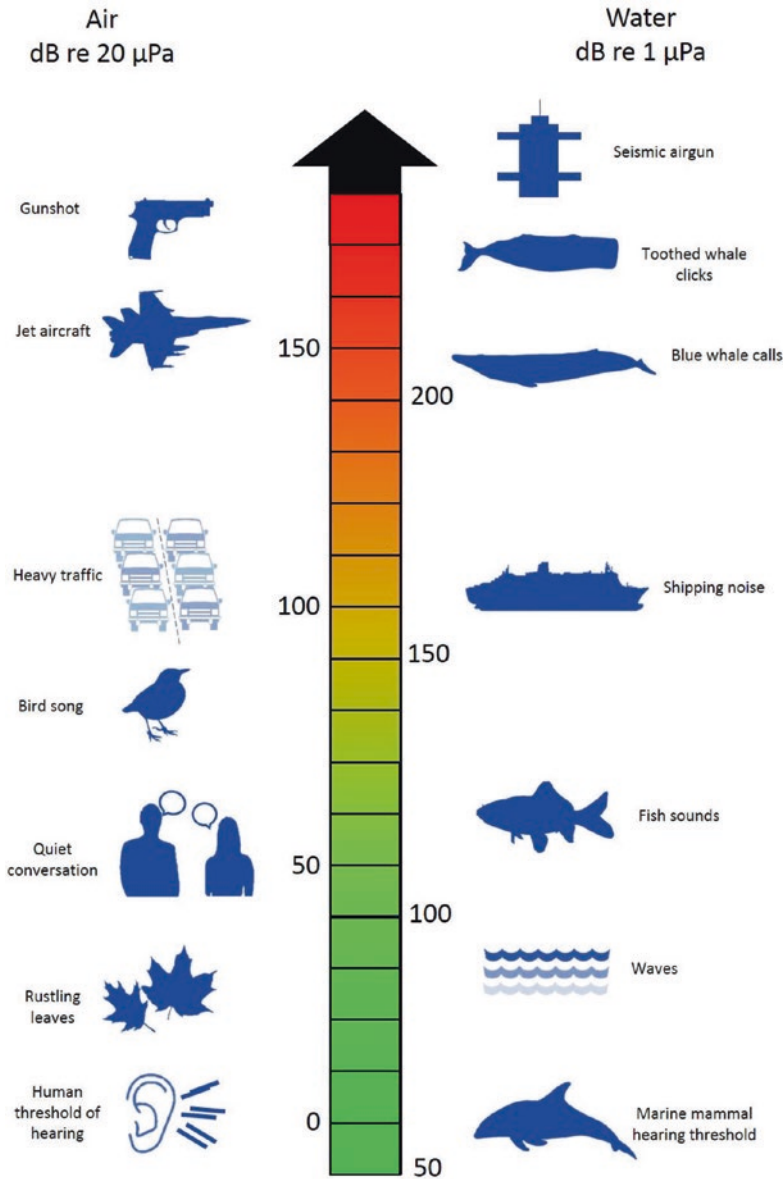 Air
dB re 20 µPa
Water
dB re 1 µPa
Seismic airgun
Gunshot
Toothed whale
clicks
Jet aircraft
150
Blue whale calls
200
Heavy traffic
100
Shipping noise
150
Bird song
Fish sounds
Quiet
conversation
50
100
Waves
Rustling
leaves
Human
threshold of
hearing
0
Marine mammal
hearing threshold
50